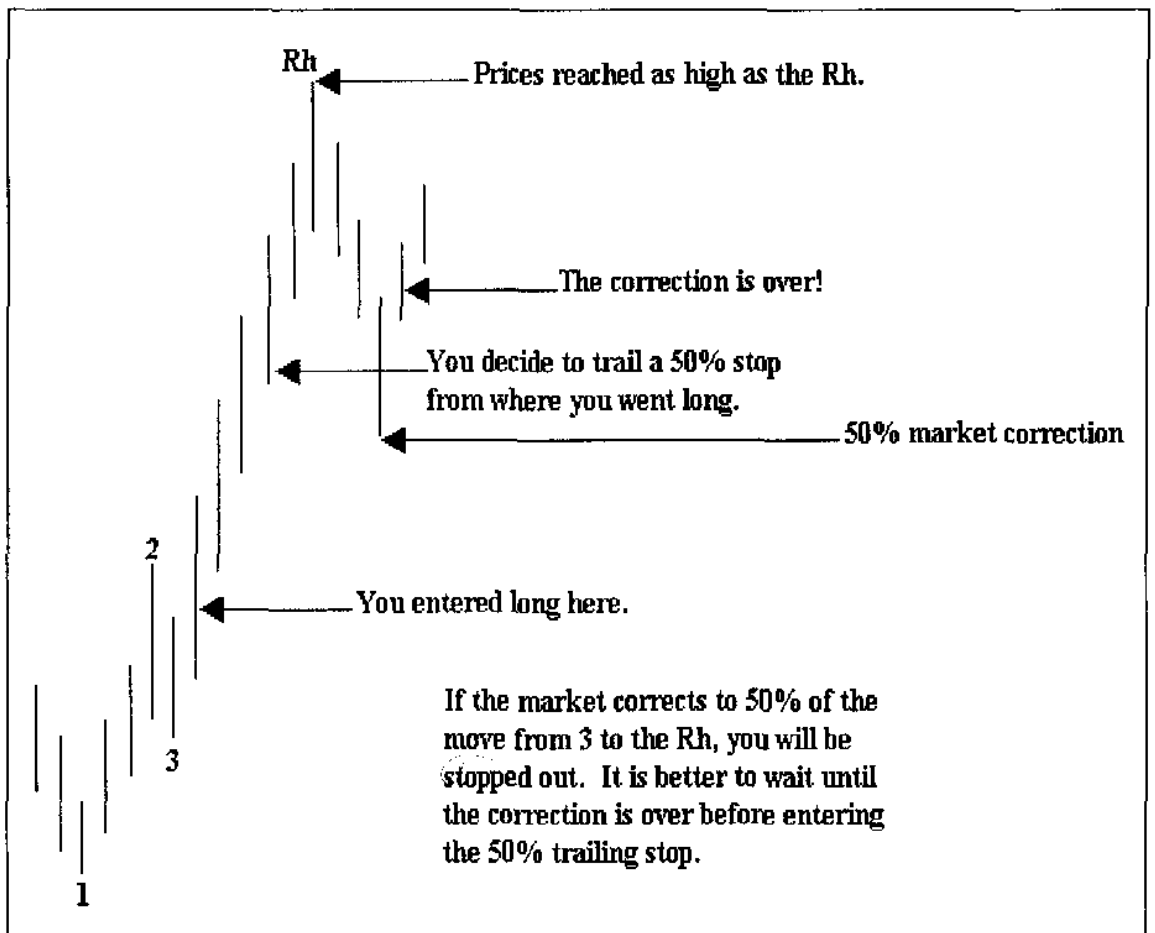 Rh
Prices reached as high as the Rh.
The correction is over!
You decide to trail a 50% stop
from where you went long.
50% market correction
2
You entered long here.
If the market corrects to 50% of the
move from 3 to the Rh, you will be
stopped out. It is better to wait until
the correction is over before entering
the 50% trailing stop.
3
1